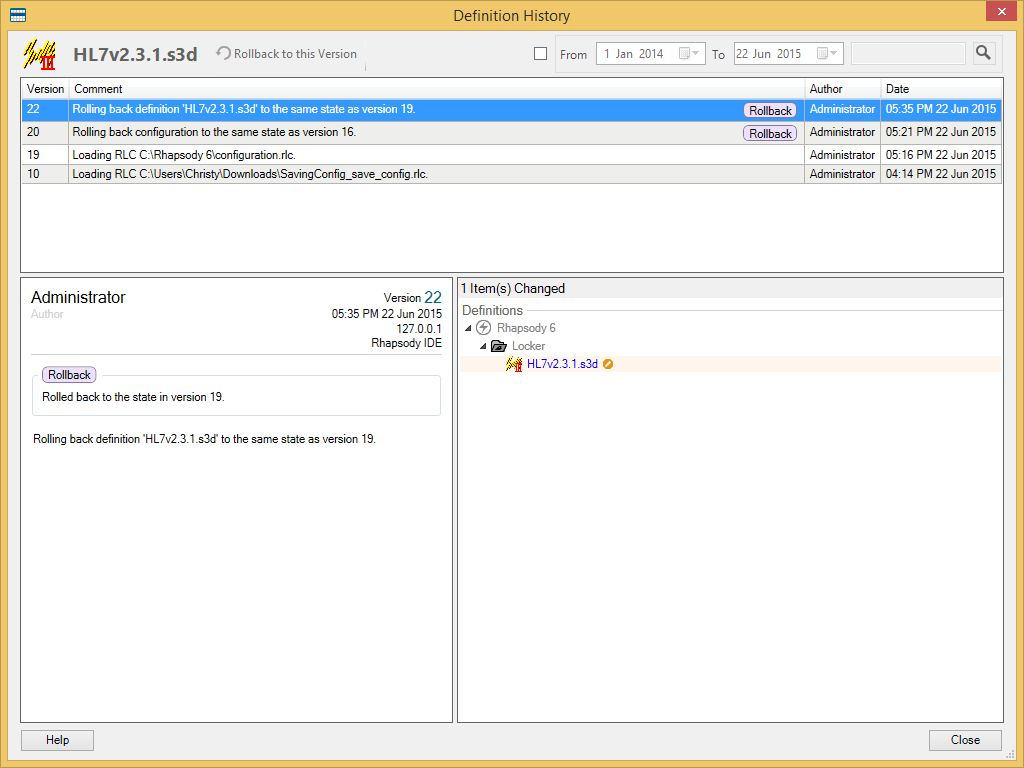 Definition History
HL7v2.3.1.s3d Rollback to this Version From 1 Jan 2014 To 22 Jun 2015
Version Comment Author Date
22 Rolling back definition 'HL7v2.3.1.s3d' to the same state as version 19. Rollback Administrator 05:35 PM 22 Jun 2015
20 Rolling back configuration to the same state as version 16. Rollback Administrator 05:21 PM 22 Jun 2015
19 Loading RLC C:\Rhapsody 6\configuration.rlc. Administrator 05:16 PM 22 Jun 2015
10 Loading RLC C:\Users\Christy\Downloads\SavingConfig_save_config.rlc. Administrator 04:14 PM 22 Jun 2015
Administrator Version 22
Author 05:35 PM 22 Jun 2015
127.0.0.1
Rhapsody IDE
Rollback
Rolled back to the state in version 19.
Rolling back definition 'HL7v2.3.1.s3d' to the same state as version 19.
1 Item(s) Changed
Definitions
Rhapsody 6
Locker
HL7v2.3.1.s3d
Help Close